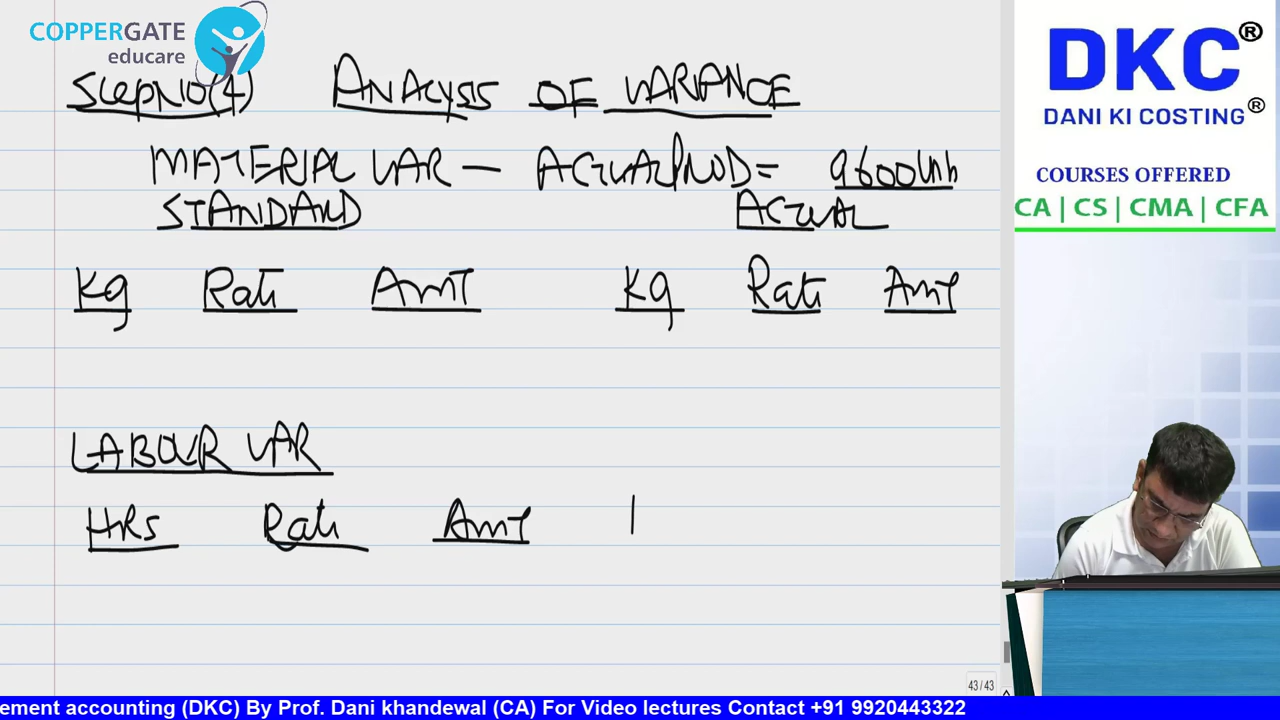 COPPERGATE
educare
Step No (4) ANALYSIS OF VARIANCE
MATERIAL VAR — ACTUAL PROD = 9600 Unb
STANDARD ACTUAL
Kg Rate Amt Kg Rate Amt
LABOUR VAR
HRs Rate Amt
DKC®
DANI KI COSTING®
COURSES OFFERED
CA | CS | CMA | CFA
43/43
ement accounting (DKC) By Prof. Dani khandewal (CA) For Video lectures Contact +91 9920443322